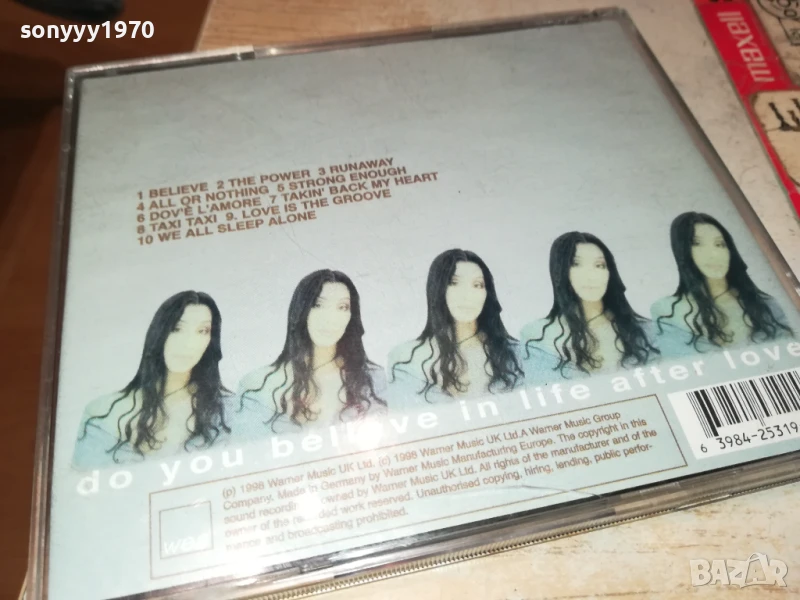 sonyyy1970
maxell
1 BELIEVE 2 THE POWER 3 RUNAWAY
4 ALL OR NOTHING 5 STRONG ENOUGH
6 DOV'È L'AMORE 7 TAKIN' BACK MY HEART
8 TAXI TAXI 9. LOVE IS THE GROOVE
10 WE ALL SLEEP ALONE
do you believe in life after love
(p) 1998 Warner Music UK Ltd. (c) 1998 Warner Music UK Ltd. A Warner Music Group
Company. Made in Germany by Warner Music Manufacturing Europe. The copyright in this
sound recording owned by Warner Music UK Ltd. All rights of the manufacturer and of the
owner of the work reserved. Unauthorised copying, hiring, lending, public perfor-
mance and broadcasting prohibited.
wea
6 3984-25319
BAZAR